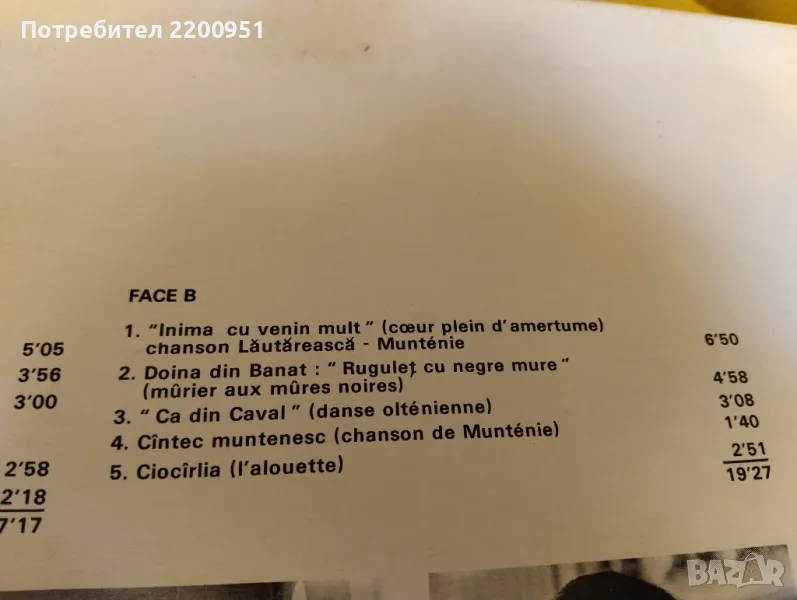 Потребител 2200951
FACE B
1. "Inima cu venin mult" (cœur plein d'amertume)
chanson Lăutărească - Munténie 6'50
2. Doina din Banat : "Ruguleţ cu negre mure"
(mûrier aux mûres noires) 4'58
3. "Ca din Caval" (danse olténienne) 3'08
4. Cîntec muntenesc (chanson de Munténie) 1'40
5. Ciocîrlia (l'alouette) 2'51
19'27
5'05
3'56
3'00
2'58
2'18
7'17
BAZAR